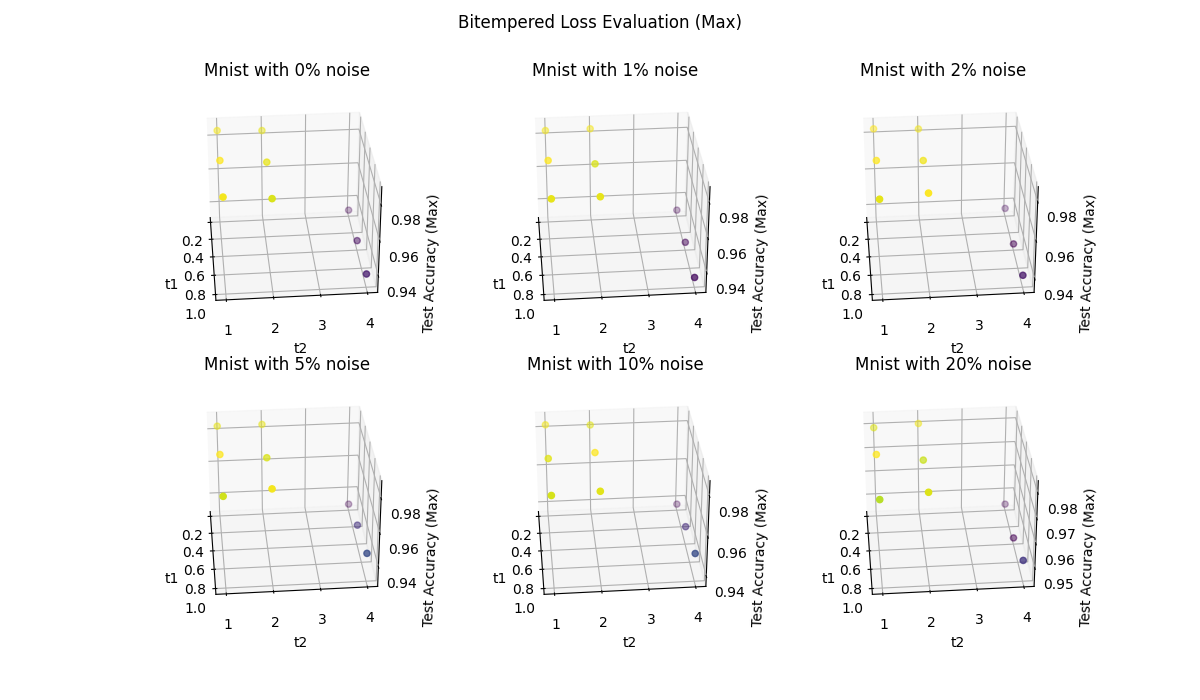 Bitempered Loss Evaluation (Max)
Mnist with 0% noise
0.2
0.4
0.6
0.8
1.0
t1
1
2
3
4
t2
0.98
0.96
0.94
Test Accuracy (Max)
Mnist with 1% noise
0.2
0.4
0.6
0.8
1.0
t1
1
2
3
4
t2
0.98
0.96
0.94
Test Accuracy (Max)
Mnist with 2% noise
0.2
0.4
0.6
0.8
1.0
t1
1
2
3
4
t2
0.98
0.96
0.94
Test Accuracy (Max)
Mnist with 5% noise
0.2
0.4
0.6
0.8
1.0
t1
1
2
3
4
t2
0.98
0.96
0.94
Test Accuracy (Max)
Mnist with 10% noise
0.2
0.4
0.6
0.8
1.0
t1
1
2
3
4
t2
0.98
0.96
0.94
Test Accuracy (Max)
Mnist with 20% noise
0.2
0.4
0.6
0.8
1.0
t1
1
2
3
4
t2
0.98
0.97
0.96
0.95
Test Accuracy (Max)